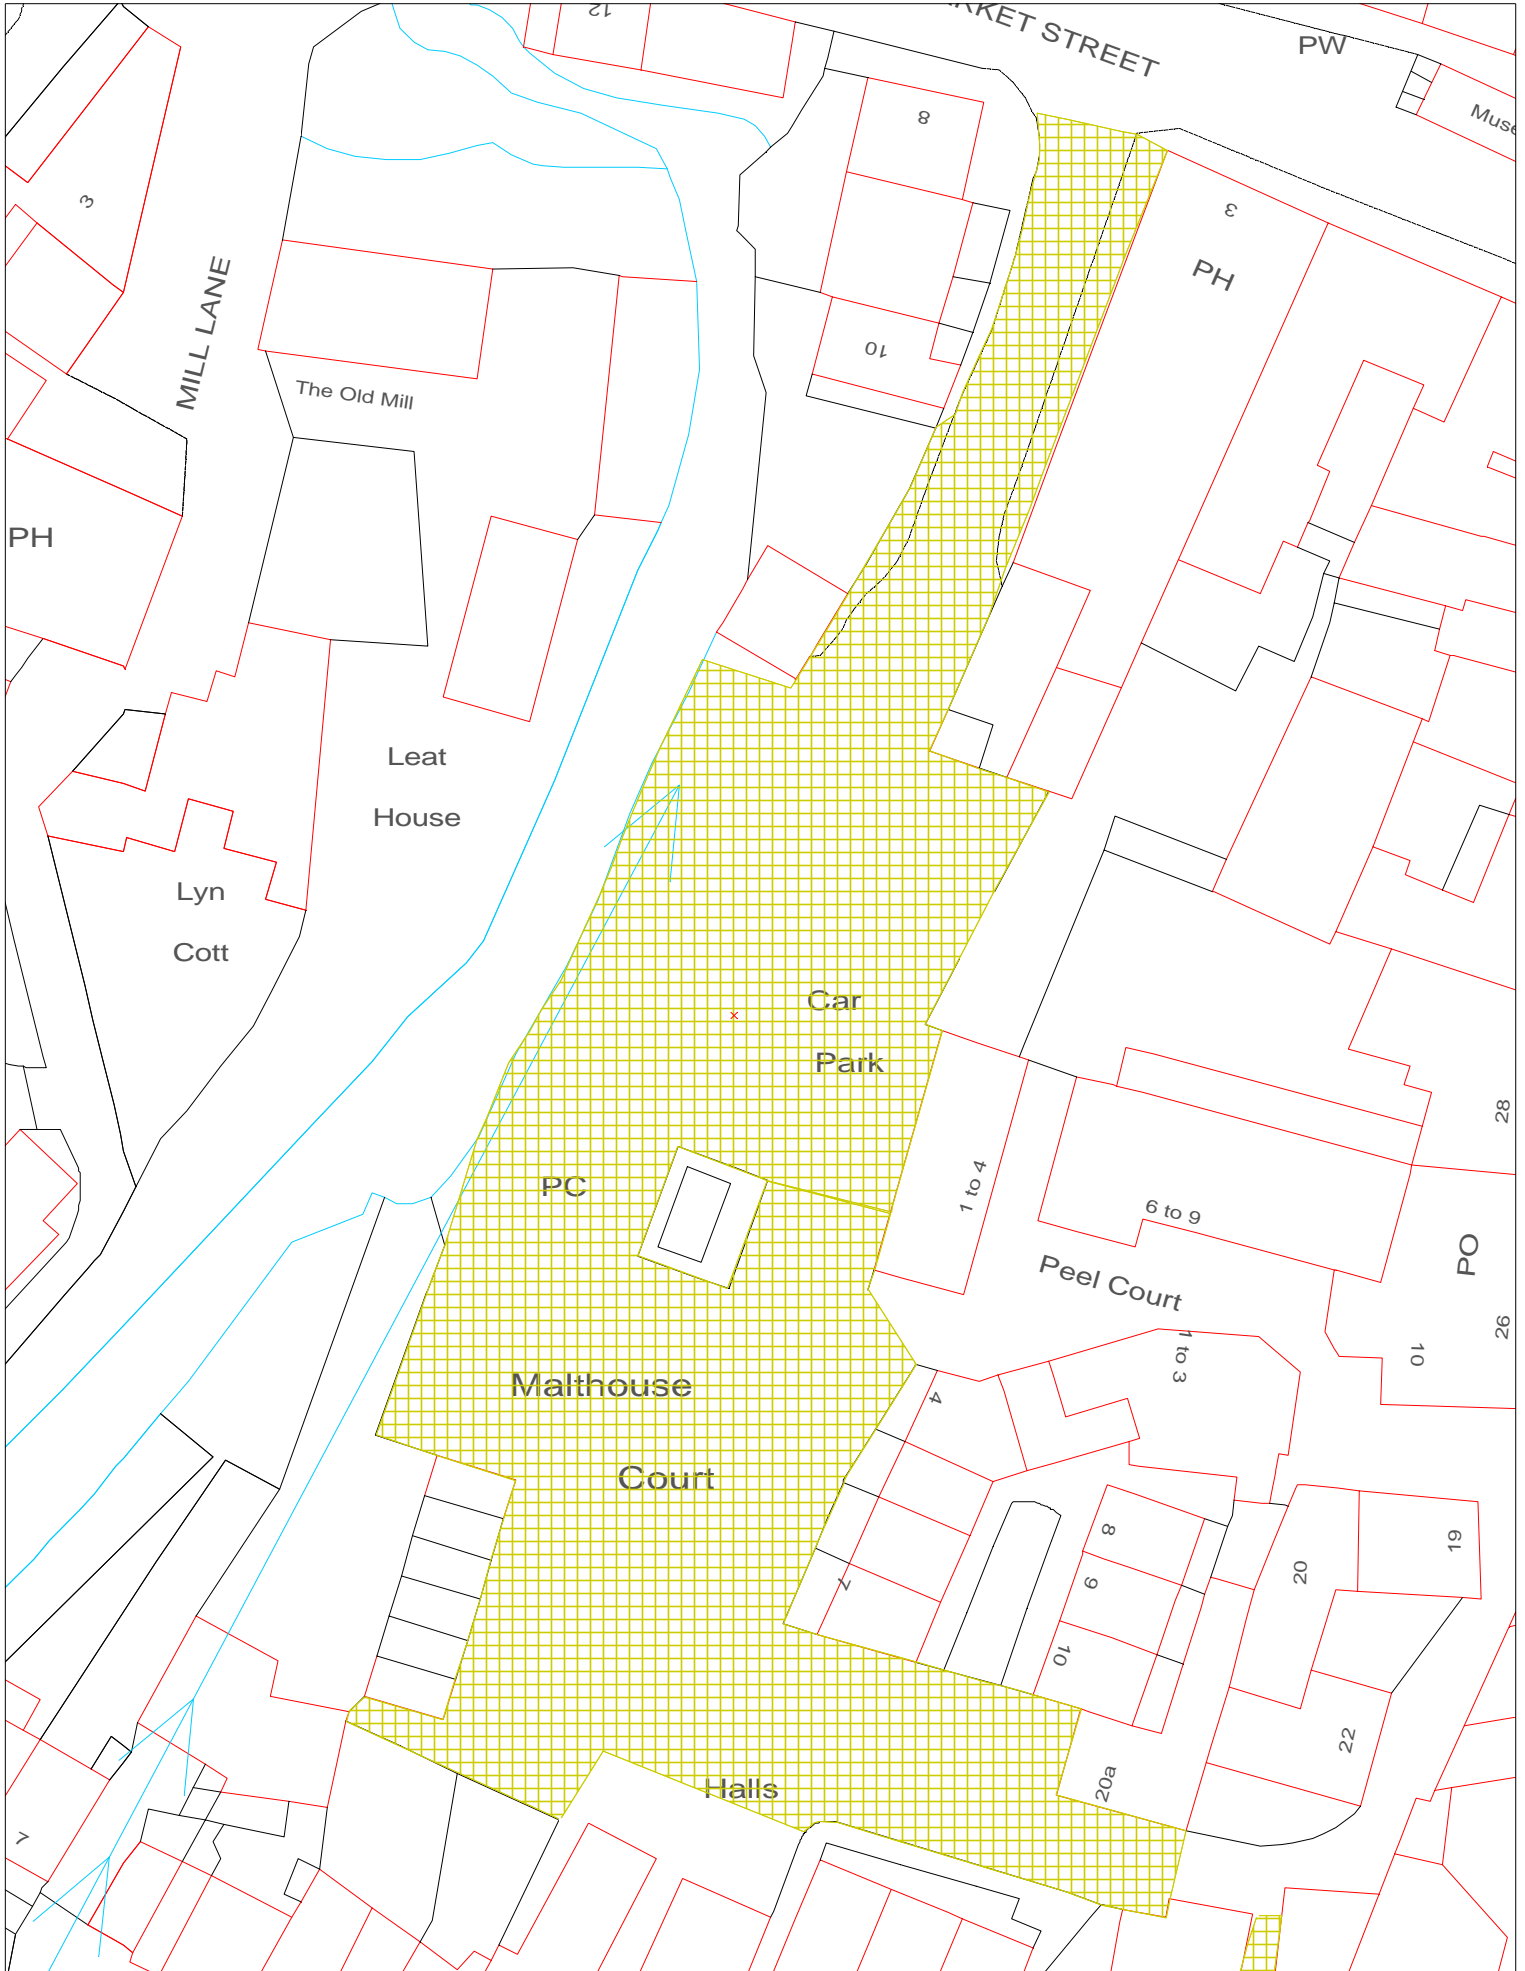 12
STREET
PW
8
3
3
PH
MILL LANE
10
The Old Mill
PH
Leat
House
Lyn
Cott
Car
Park
28
1 to 4
PC
6 to 9
PO
Peel Court
26
10
1 to 3
Malthouse
4
Court
19
8
20
7
9
10
22
20a
Halls
7